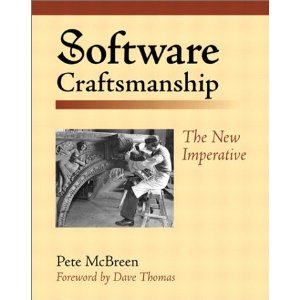 Software
Craftsmanship
The New
Imperative
Pete McBreen
Foreword by Dave Thomas